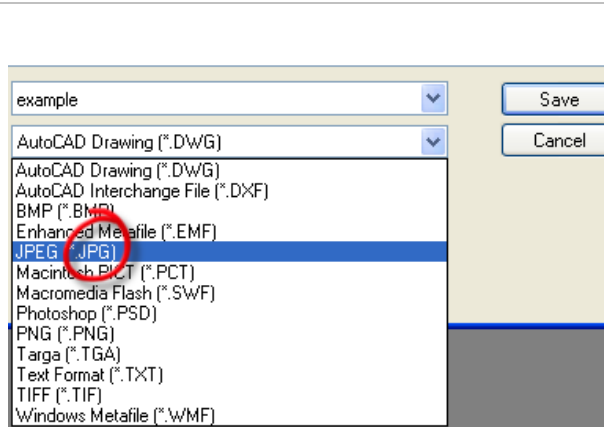 example
Save
AutoCAD Drawing (*.DWG)
Cancel
AutoCAD Drawing (*.DWG)
AutoCAD Interchange File (*.DXF)
BMP (*.BMP)
Enhanced Metafile (*.EMF)
JPEG (*.JPG)
Macintosh PICT (*.PCT)
Macromedia Flash (*.SWF)
Photoshop (*.PSD)
PNG (*.PNG)
Targa (*.TGA)
Text Format (*.TXT)
TIFF (*.TIF)
Windows Metafile (*.WMF)